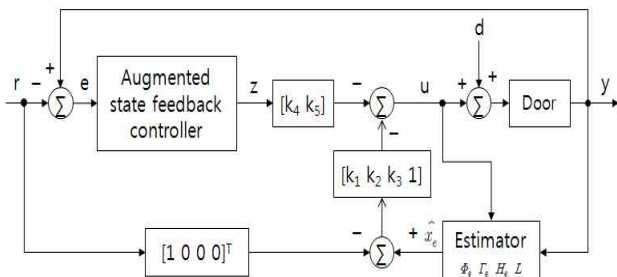 d
r
−
+
Σ
e
Augmented
state feedback
controller
z
[k₄ k₅]
−
Σ
−
u
+
+
Σ
Door
y
[k₁ k₂ k₃ 1]
[1 0 0 0]ᵀ
−
Σ
+
x̂ₑ
Estimator
Φₑ Γₑ Hₑ L